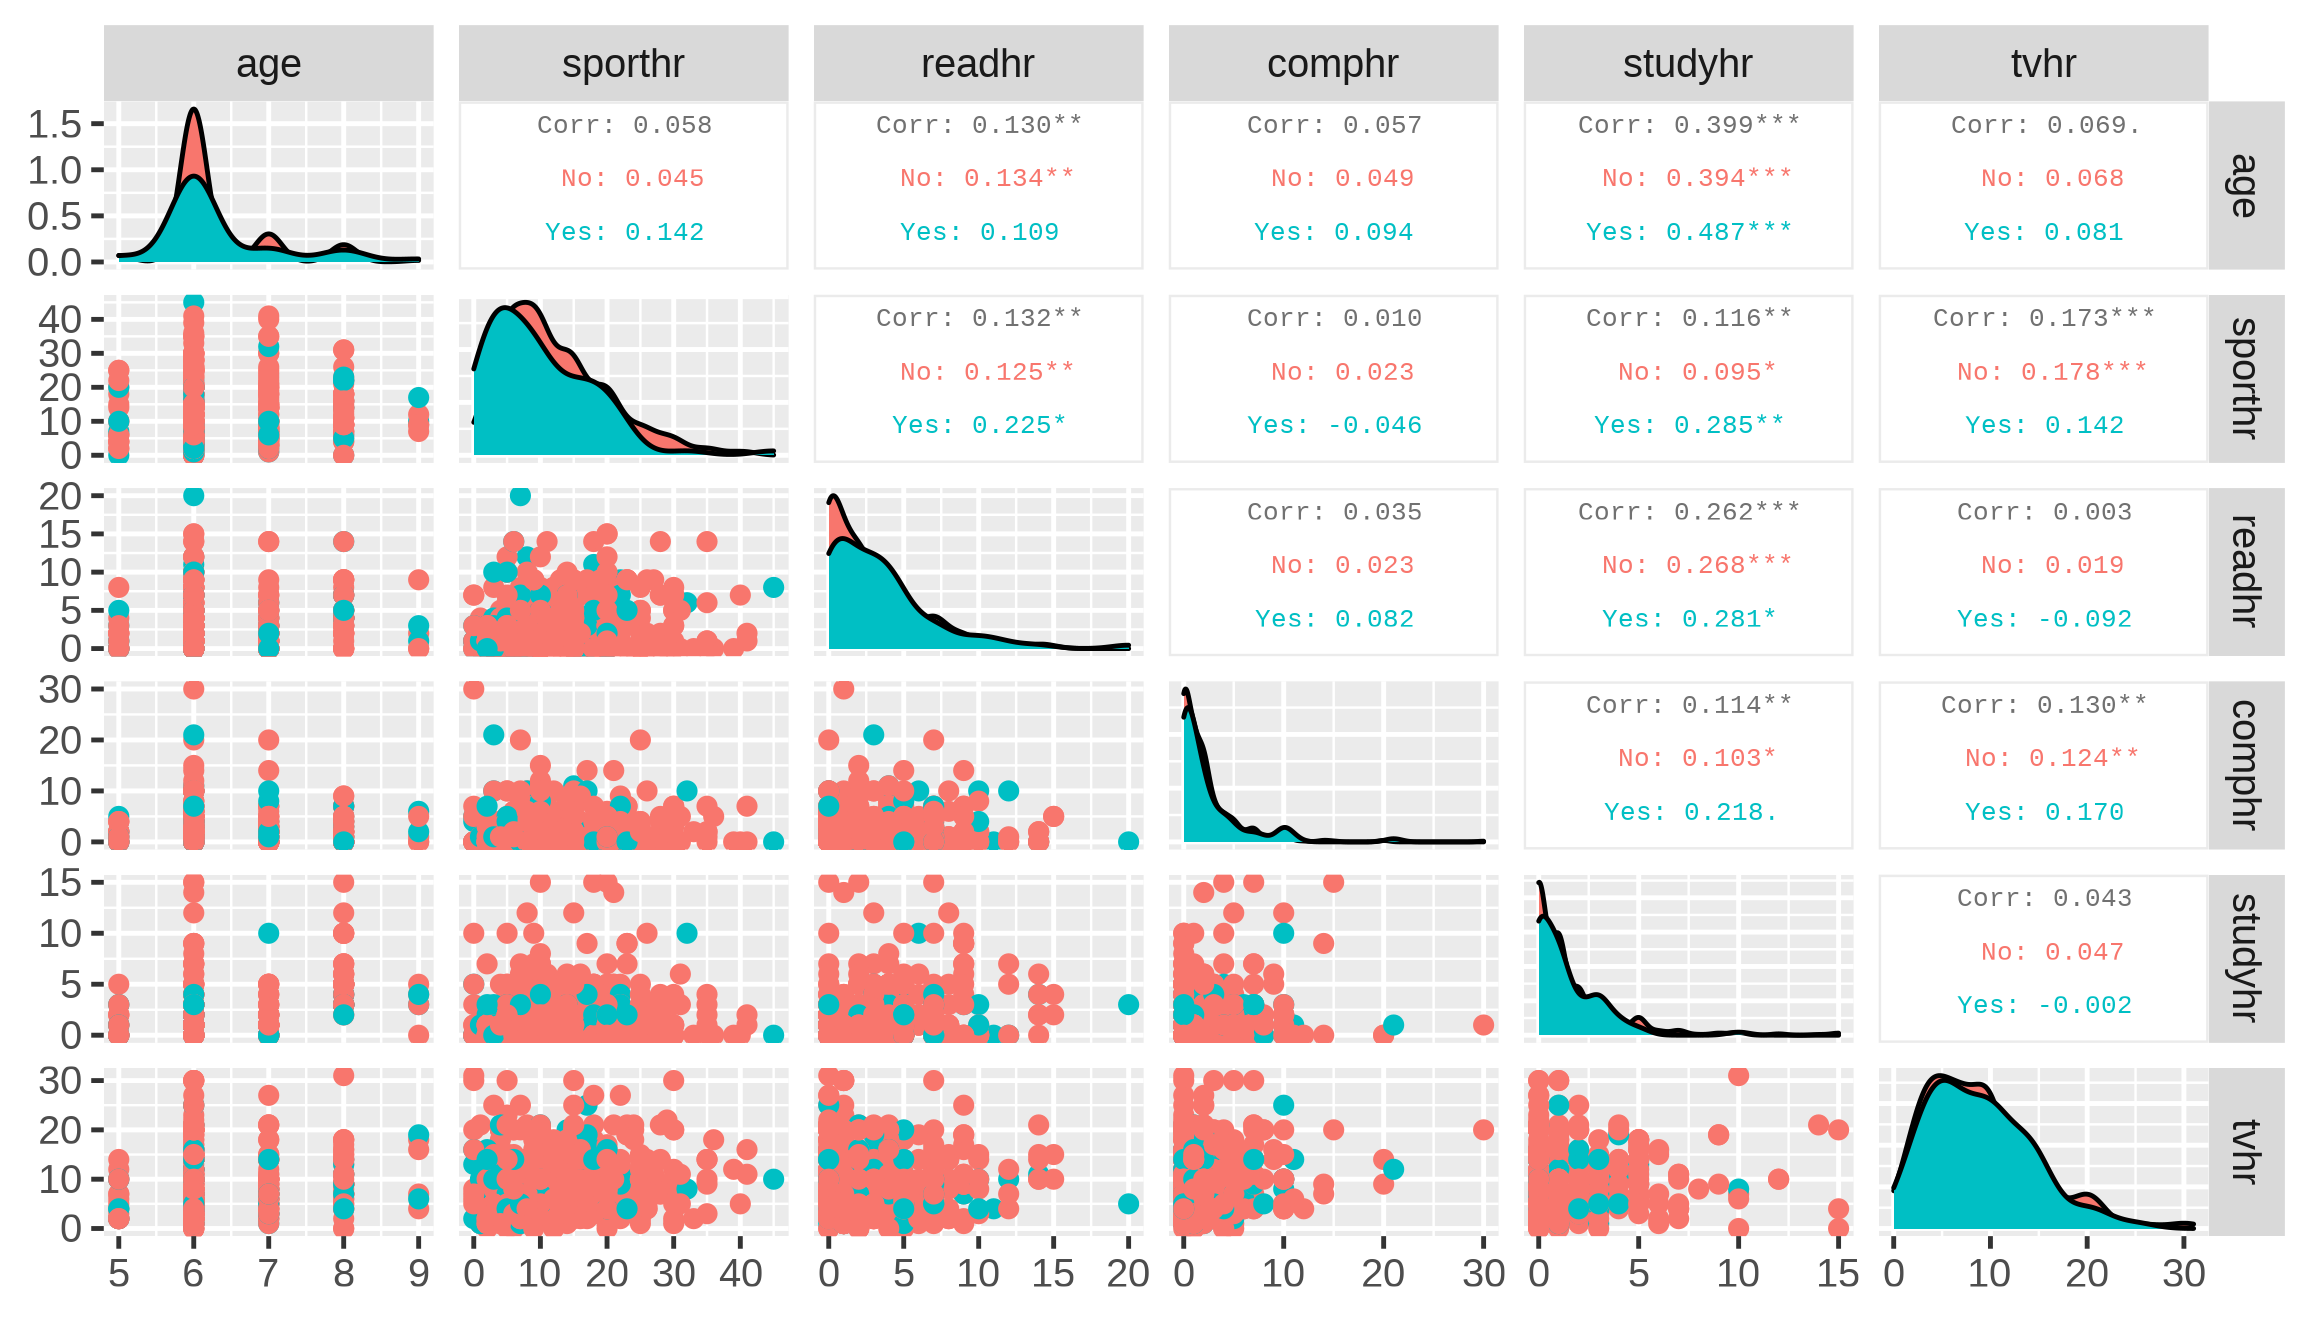 age sporthr readhr comphr studyhr tvhr
1.5
1.0
0.5
0.0
Corr: 0.058
No: 0.045
Yes: 0.142
Corr: 0.130**
No: 0.134**
Yes: 0.109
Corr: 0.057
No: 0.049
Yes: 0.094
Corr: 0.399***
No: 0.394***
Yes: 0.487***
Corr: 0.069.
No: 0.068
Yes: 0.081
age
40
30
20
10
0
Corr: 0.132**
No: 0.125**
Yes: 0.225*
Corr: 0.010
No: 0.023
Yes: -0.046
Corr: 0.116**
No: 0.095*
Yes: 0.285**
Corr: 0.173***
No: 0.178***
Yes: 0.142
sporthr
20
15
10
5
0
Corr: 0.035
No: 0.023
Yes: 0.082
Corr: 0.262***
No: 0.268***
Yes: 0.281*
Corr: 0.003
No: 0.019
Yes: -0.092
readhr
30
20
10
0
Corr: 0.114**
No: 0.103*
Yes: 0.218.
Corr: 0.130**
No: 0.124**
Yes: 0.170
comphr
15
10
5
0
Corr: 0.043
No: 0.047
Yes: -0.002
studyhr
30
20
10
0
tvhr
5 6 7 8 9 0 10 20 30 40 0 5 10 15 20 0 10 20 30 0 5 10 15 0 10 20 30